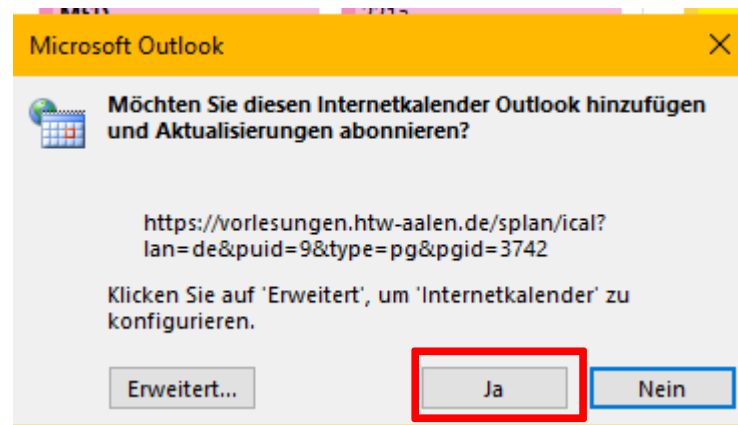 Microsoft Outlook
Möchten Sie diesen Internetkalender Outlook hinzufügen
und Aktualisierungen abonnieren?
https://vorlesungen.htw-aalen.de/splan/ical?
lan=de&puid=9&type=pg&pgid=3742
Klicken Sie auf 'Erweitert', um 'Internetkalender' zu
konfigurieren.
Erweitert... Ja Nein